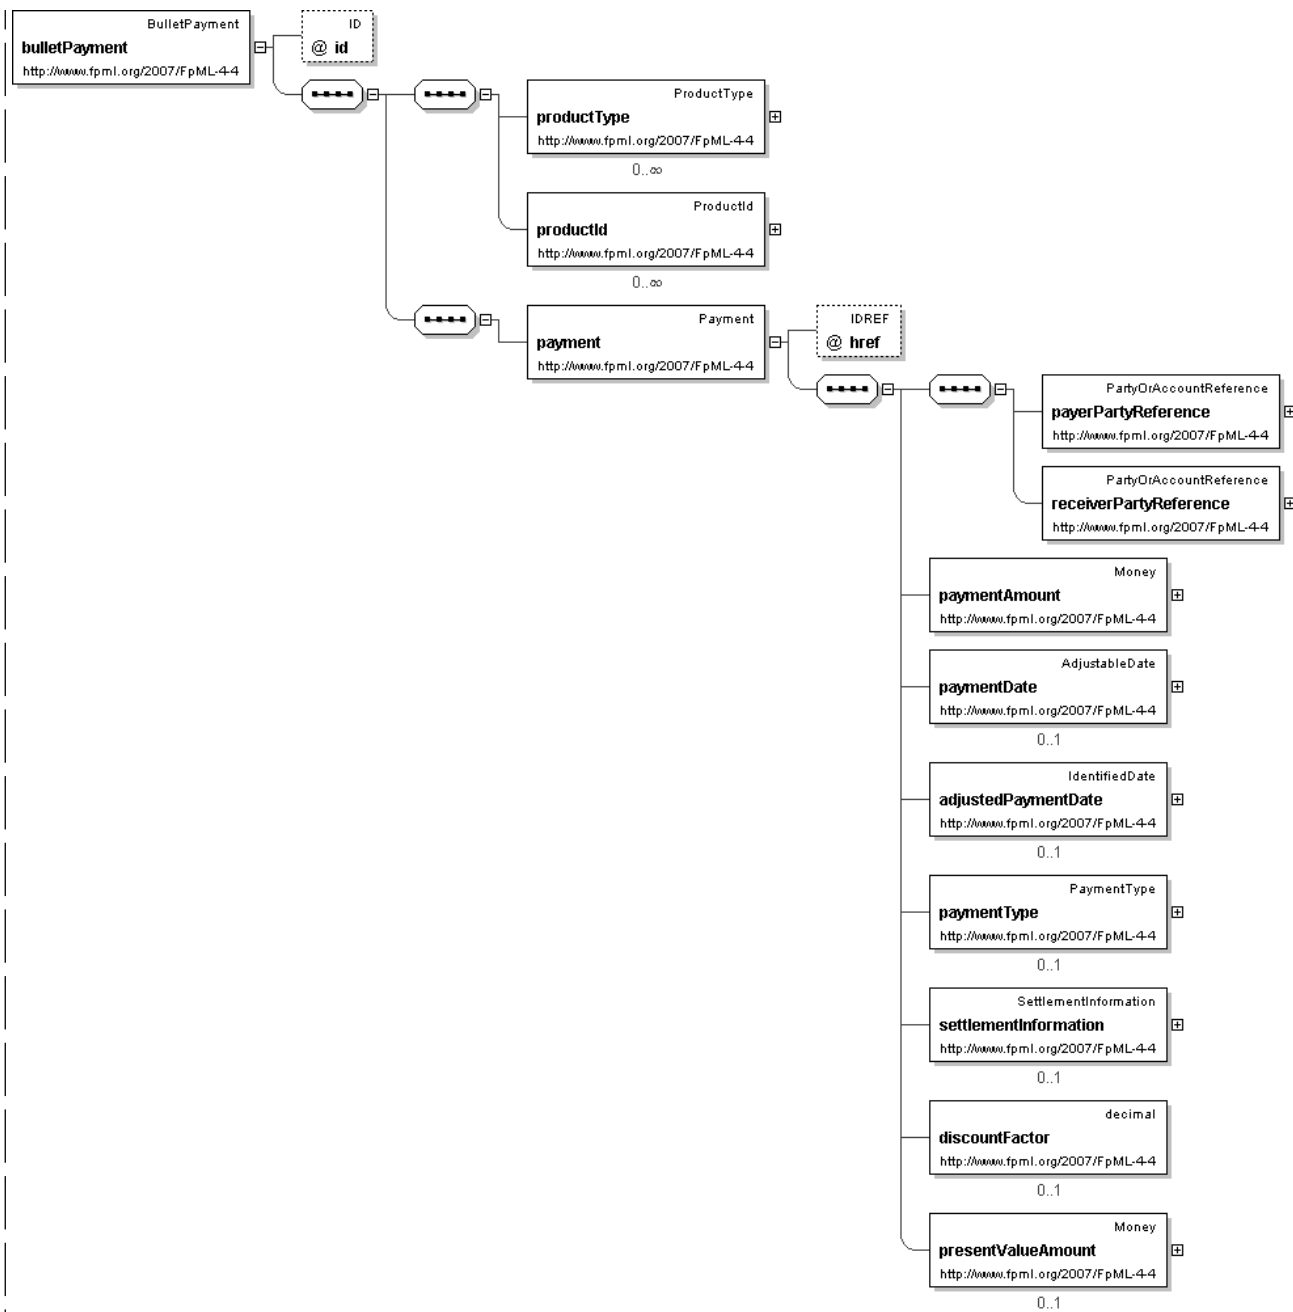 BulletPayment
bulletPayment
http://www.fpml.org/2007/FpML-4-4
ID
@ id
ProductType
productType
http://www.fpml.org/2007/FpML-4-4
0..∞
ProductId
productId
http://www.fpml.org/2007/FpML-4-4
0..∞
Payment
payment
http://www.fpml.org/2007/FpML-4-4
IDREF
@ href
PartyOrAccountReference
payerPartyReference
http://www.fpml.org/2007/FpML-4-4
PartyOrAccountReference
receiverPartyReference
http://www.fpml.org/2007/FpML-4-4
Money
paymentAmount
http://www.fpml.org/2007/FpML-4-4
AdjustableDate
paymentDate
http://www.fpml.org/2007/FpML-4-4
0..1
IdentifiedDate
adjustedPaymentDate
http://www.fpml.org/2007/FpML-4-4
0..1
PaymentType
paymentType
http://www.fpml.org/2007/FpML-4-4
0..1
SettlementInformation
settlementInformation
http://www.fpml.org/2007/FpML-4-4
0..1
decimal
discountFactor
http://www.fpml.org/2007/FpML-4-4
0..1
Money
presentValueAmount
http://www.fpml.org/2007/FpML-4-4
0..1